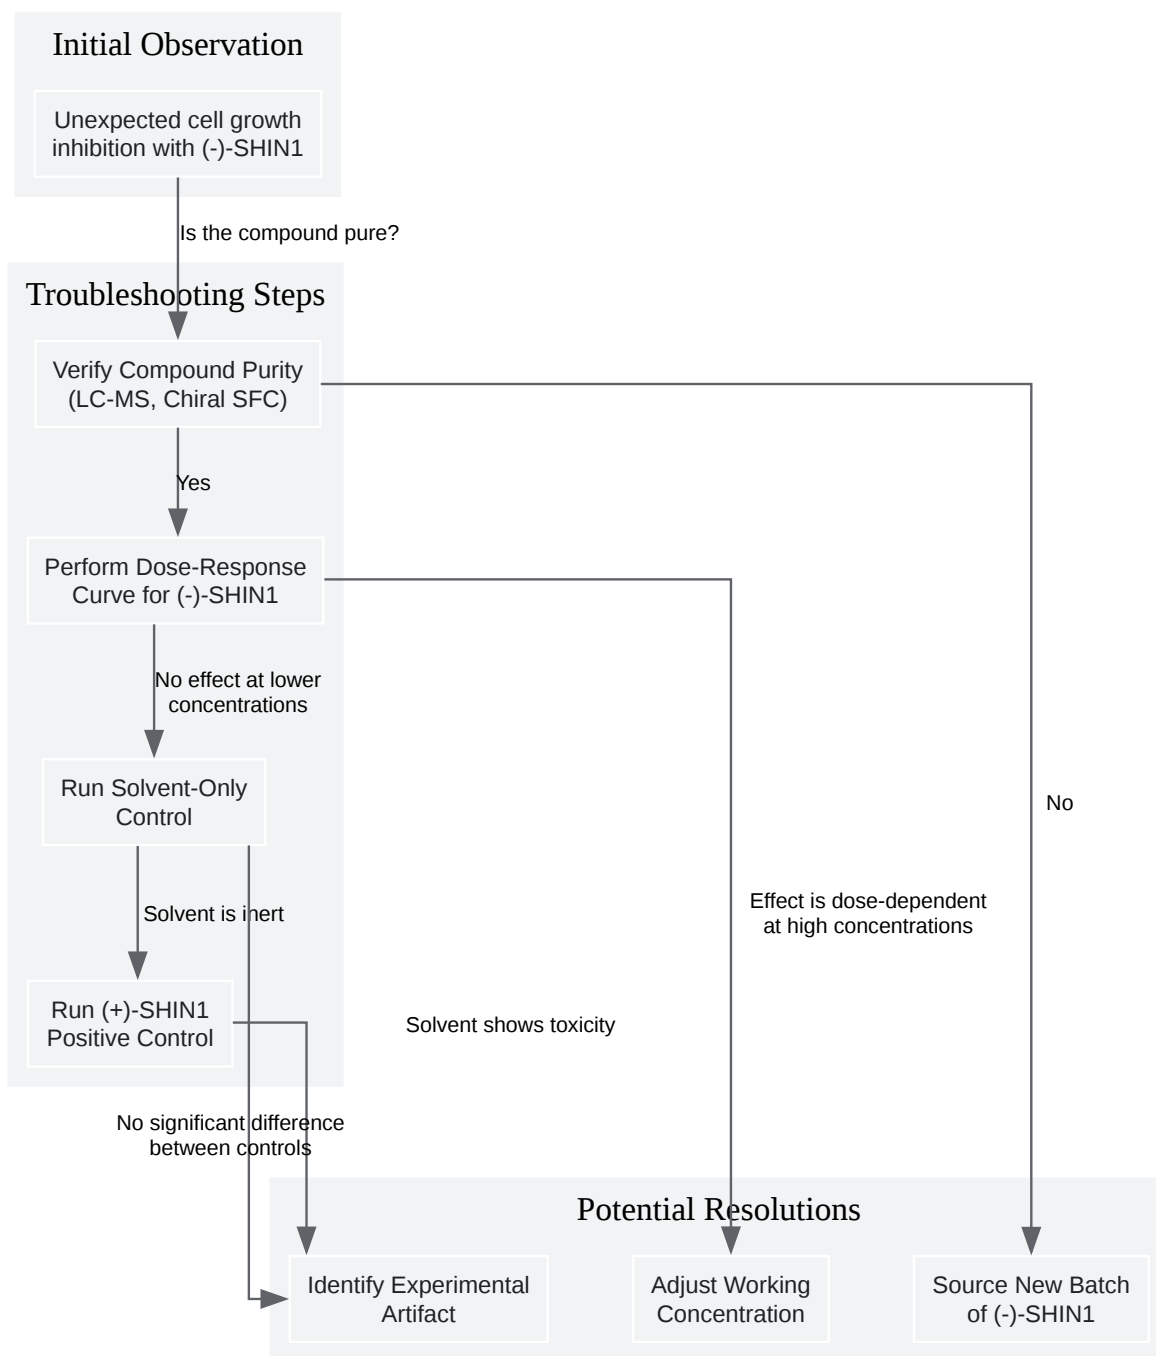 Initial Observation
Unexpected cell growth
inhibition with (-)-SHIN1
Is the compound pure?
Troubleshooting Steps
Verify Compound Purity
(LC-MS, Chiral SFC)
Yes
Perform Dose-Response
Curve for (-)-SHIN1
No effect at lower
concentrations
Run Solvent-Only
Control
No
Solvent is inert
Effect is dose-dependent
at high concentrations
Run (+)-SHIN1
Positive Control
Solvent shows toxicity
No significant difference
between controls
Potential Resolutions
Identify Experimental
Artifact
Adjust Working
Concentration
Source New Batch
of (-)-SHIN1